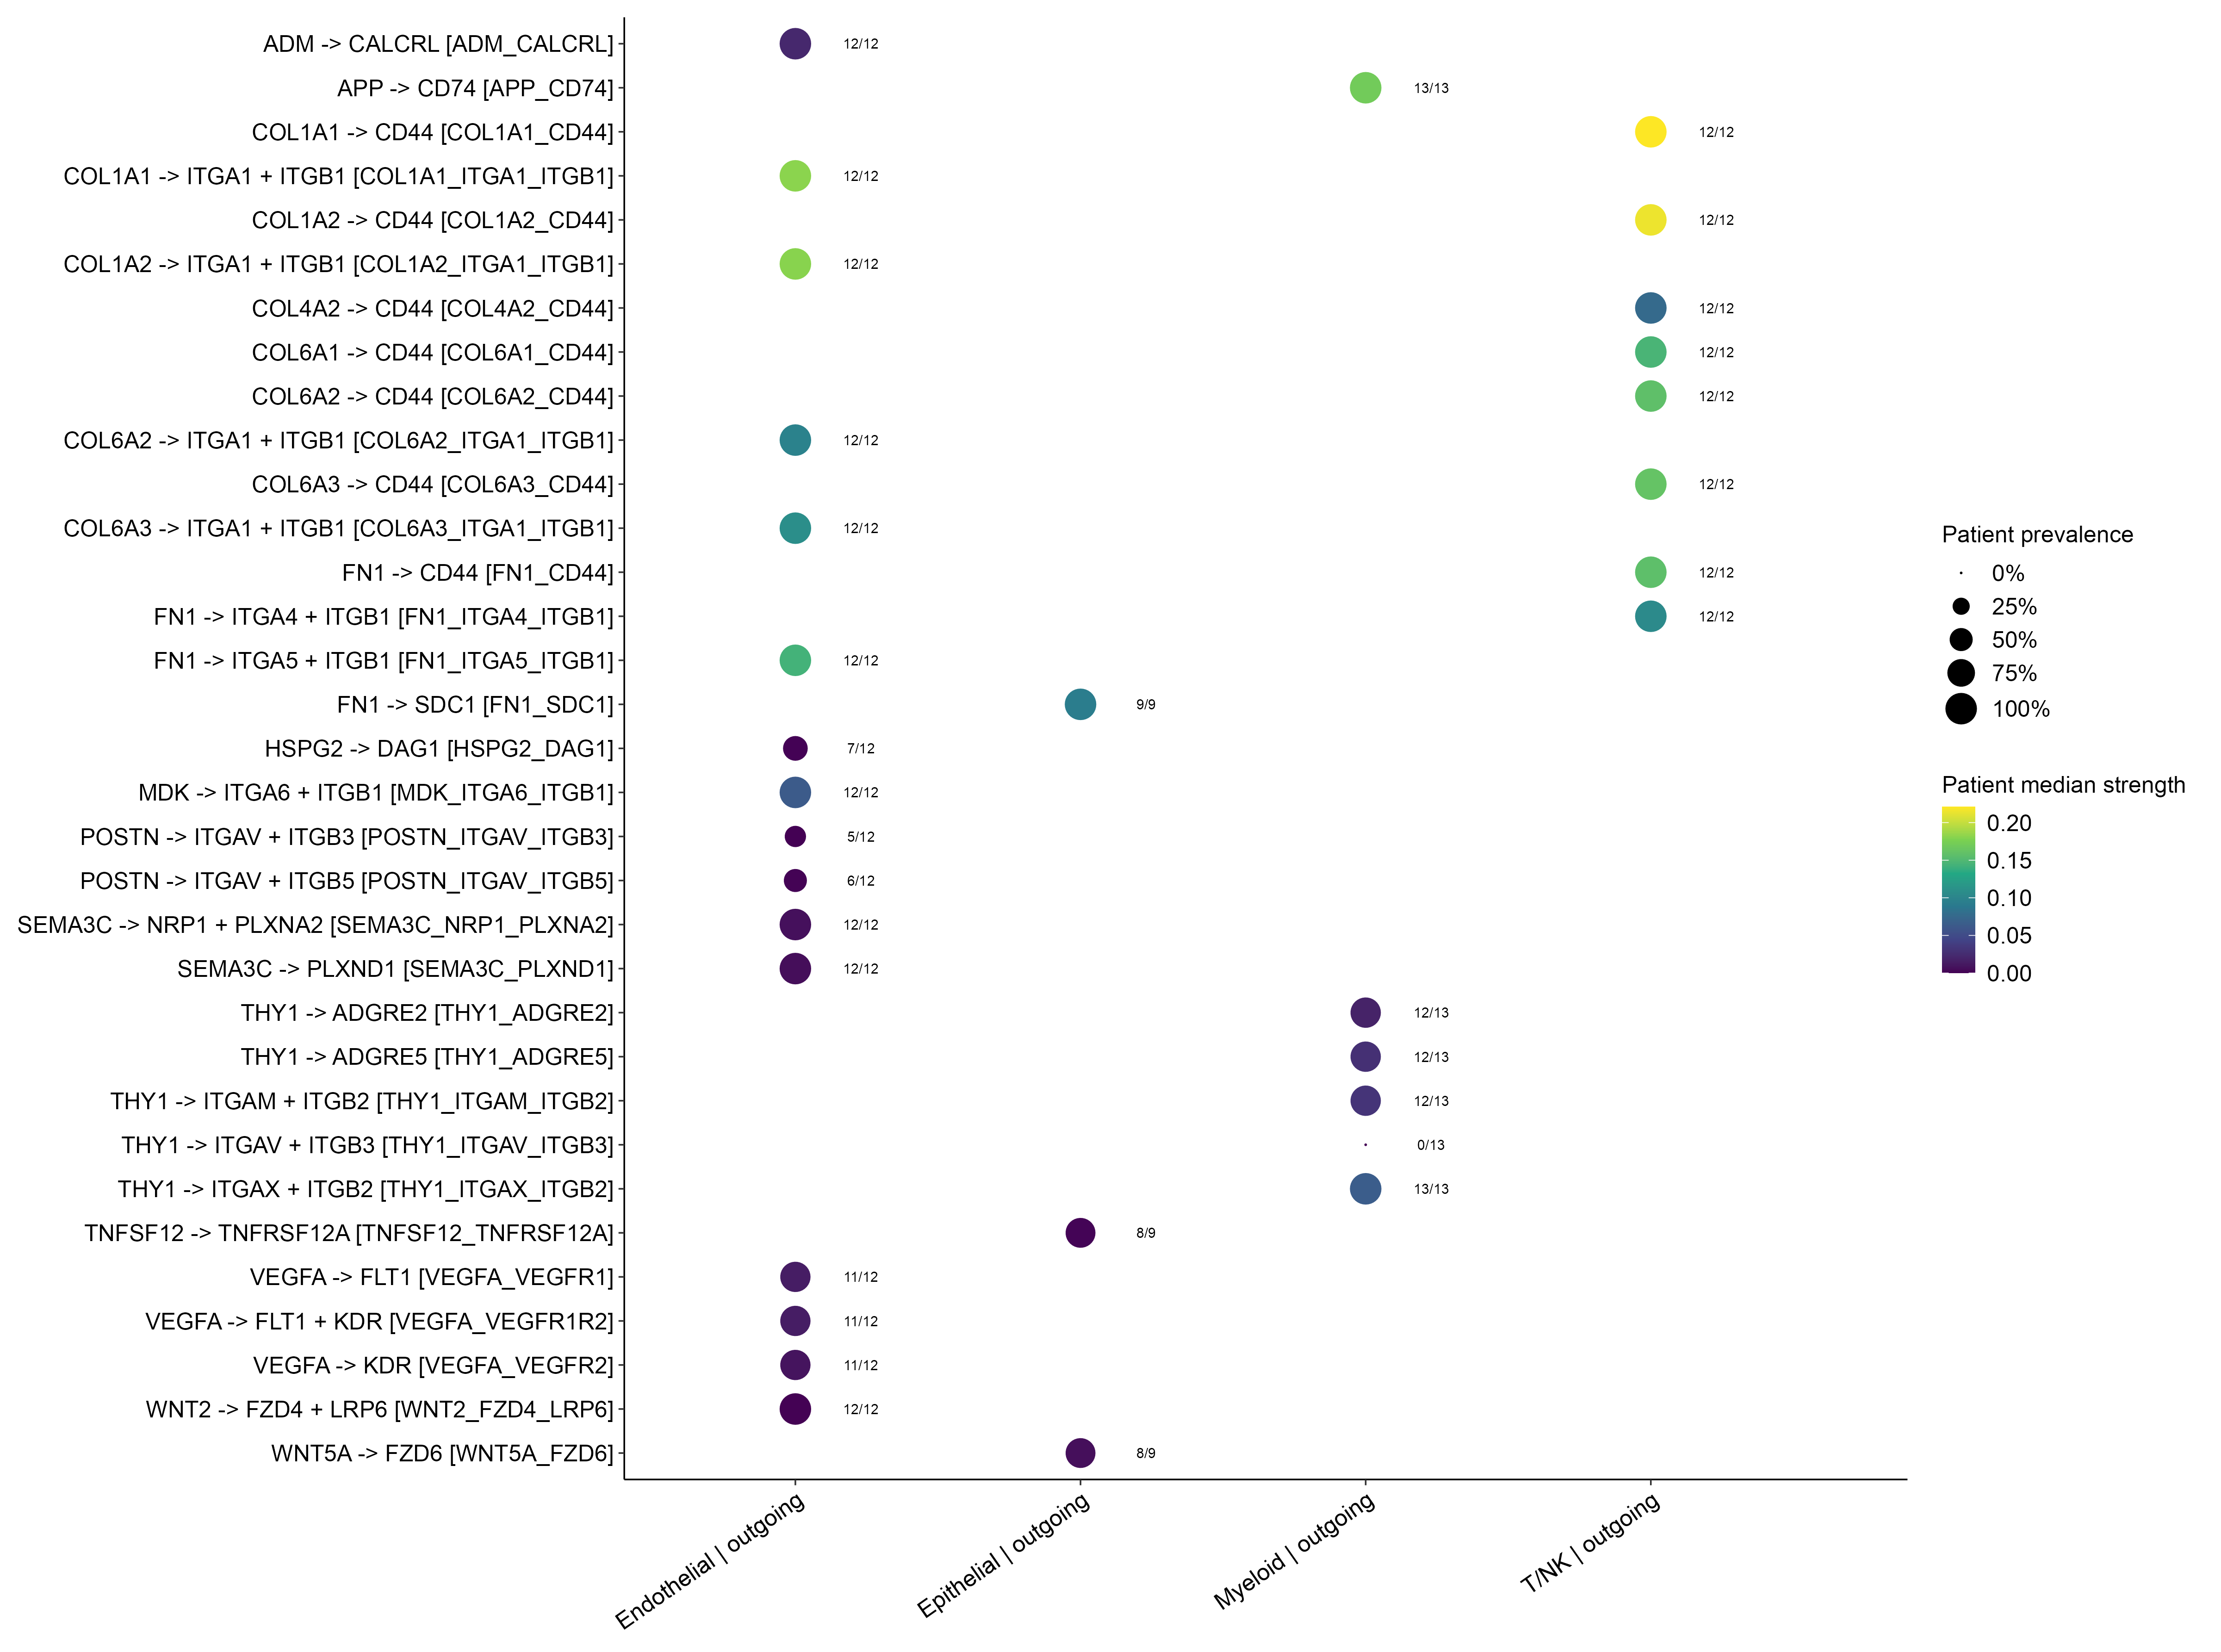 ADM -> CALCRL [ADM_CALCRL] 12/12
APP -> CD74 [APP_CD74] 13/13
COL1A1 -> CD44 [COL1A1_CD44] 12/12
COL1A1 -> ITGA1 + ITGB1 [COL1A1_ITGA1_ITGB1] 12/12
COL1A2 -> CD44 [COL1A2_CD44] 12/12
COL1A2 -> ITGA1 + ITGB1 [COL1A2_ITGA1_ITGB1] 12/12
COL4A2 -> CD44 [COL4A2_CD44] 12/12
COL6A1 -> CD44 [COL6A1_CD44] 12/12
COL6A2 -> CD44 [COL6A2_CD44] 12/12
COL6A2 -> ITGA1 + ITGB1 [COL6A2_ITGA1_ITGB1] 12/12
COL6A3 -> CD44 [COL6A3_CD44] 12/12
COL6A3 -> ITGA1 + ITGB1 [COL6A3_ITGA1_ITGB1] 12/12
FN1 -> CD44 [FN1_CD44] 12/12
FN1 -> ITGA4 + ITGB1 [FN1_ITGA4_ITGB1] 12/12
FN1 -> ITGA5 + ITGB1 [FN1_ITGA5_ITGB1] 12/12
FN1 -> SDC1 [FN1_SDC1] 9/9
HSPG2 -> DAG1 [HSPG2_DAG1] 7/12
MDK -> ITGA6 + ITGB1 [MDK_ITGA6_ITGB1] 12/12
POSTN -> ITGAV + ITGB3 [POSTN_ITGAV_ITGB3] 5/12
POSTN -> ITGAV + ITGB5 [POSTN_ITGAV_ITGB5] 6/12
SEMA3C -> NRP1 + PLXNA2 [SEMA3C_NRP1_PLXNA2] 12/12
SEMA3C -> PLXND1 [SEMA3C_PLXND1] 12/12
THY1 -> ADGRE2 [THY1_ADGRE2] 12/13
THY1 -> ADGRE5 [THY1_ADGRE5] 12/13
THY1 -> ITGAM + ITGB2 [THY1_ITGAM_ITGB2] 12/13
THY1 -> ITGAV + ITGB3 [THY1_ITGAV_ITGB3] 0/13
THY1 -> ITGAX + ITGB2 [THY1_ITGAX_ITGB2] 13/13
TNFSF12 -> TNFRSF12A [TNFSF12_TNFRSF12A] 8/9
VEGFA -> FLT1 [VEGFA_VEGFR1] 11/12
VEGFA -> FLT1 + KDR [VEGFA_VEGFR1R2] 11/12
VEGFA -> KDR [VEGFA_VEGFR2] 11/12
WNT2 -> FZD4 + LRP6 [WNT2_FZD4_LRP6] 12/12
WNT5A -> FZD6 [WNT5A_FZD6] 8/9
Endothelial | outgoing
Epithelial | outgoing
Myeloid | outgoing
T/NK | outgoing
Patient prevalence
0%
25%
50%
75%
100%
Patient median strength
0.20
0.15
0.10
0.05
0.00